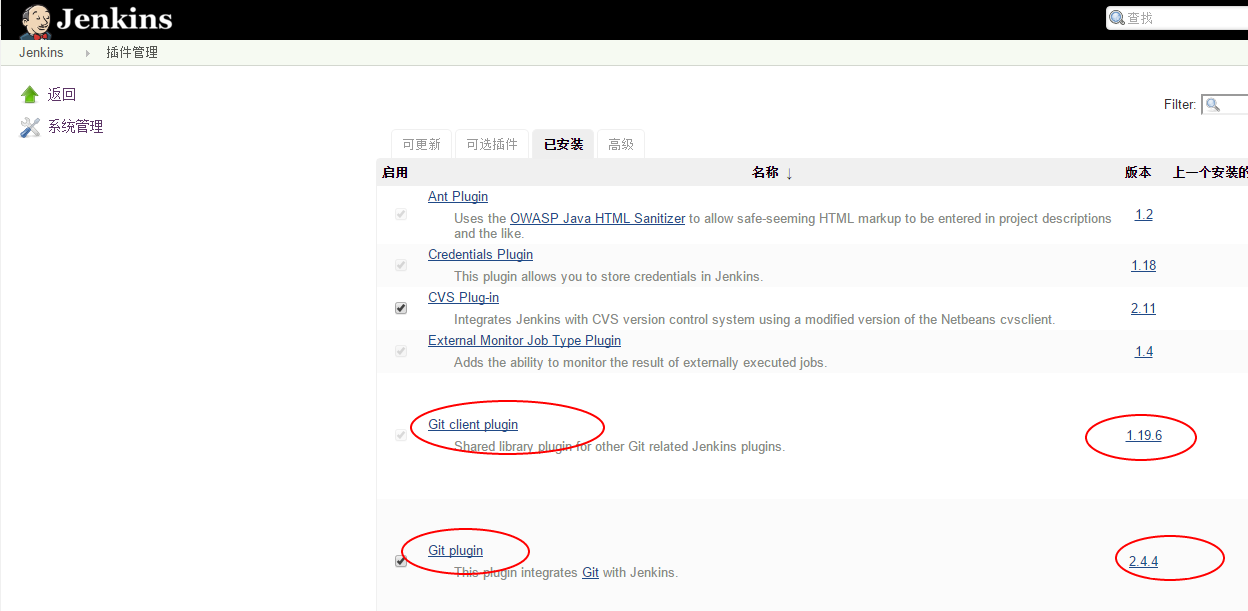 Jenkins
查找
Jenkins
插件管理
返回
系统管理
Filter:
可更新
可选插件
已安装
高级
启用
名称 ↓
版本
上一个安装的
Ant Plugin
Uses the OWASP Java HTML Sanitizer to allow safe-seeming HTML markup to be entered in project descriptions
and the like.
1.2
Credentials Plugin
This plugin allows you to store credentials in Jenkins.
1.18
CVS Plug-in
Integrates Jenkins with CVS version control system using a modified version of the Netbeans cvsclient.
2.11
External Monitor Job Type Plugin
Adds the ability to monitor the result of externally executed jobs.
1.4
Git client plugin
Shared library plugin for other Git related Jenkins plugins.
1.19.6
Git plugin
This plugin integrates Git with Jenkins.
2.4.4